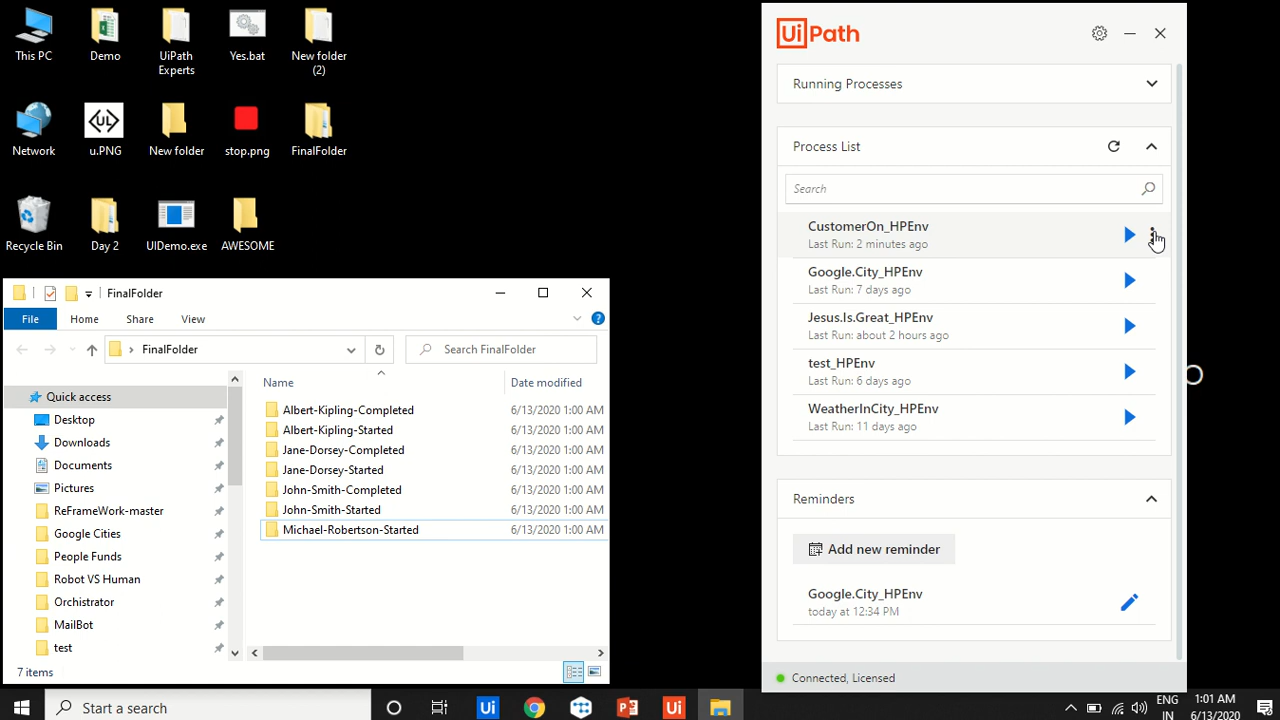 This PC
Demo
UiPath
Experts
Yes.bat
New folder
(2)
Network
u.PNG
New folder
stop.png
FinalFolder
Recycle Bin
Day 2
UIDemo.exe
AWESOME
FinalFolder
File
Home
Share
View
FinalFolder
Search FinalFolder
Name
Date modified
Quick access
Desktop
Downloads
Documents
Pictures
ReFrameWork-master
Google Cities
People Funds
Robot VS Human
Orchistrator
MailBot
test
Albert-Kipling-Completed 6/13/2020 1:00 AM
Albert-Kipling-Started 6/13/2020 1:00 AM
Jane-Dorsey-Completed 6/13/2020 1:00 AM
Jane-Dorsey-Started 6/13/2020 1:00 AM
John-Smith-Completed 6/13/2020 1:00 AM
John-Smith-Started 6/13/2020 1:00 AM
Michael-Robertson-Started 6/13/2020 1:00 AM
7 items
UiPath
Running Processes
Process List
Search
CustomerOn_HPEnv
Last Run: 2 minutes ago
Google.City_HPEnv
Last Run: 7 days ago
Jesus.Is.Great_HPEnv
Last Run: about 2 hours ago
test_HPEnv
Last Run: 6 days ago
WeatherInCity_HPEnv
Last Run: 11 days ago
Reminders
Add new reminder
Google.City_HPEnv
today at 12:34 PM
Connected, Licensed
Start a search
Ui
Ui
ENG
IN
1:01 AM
6/13/2020